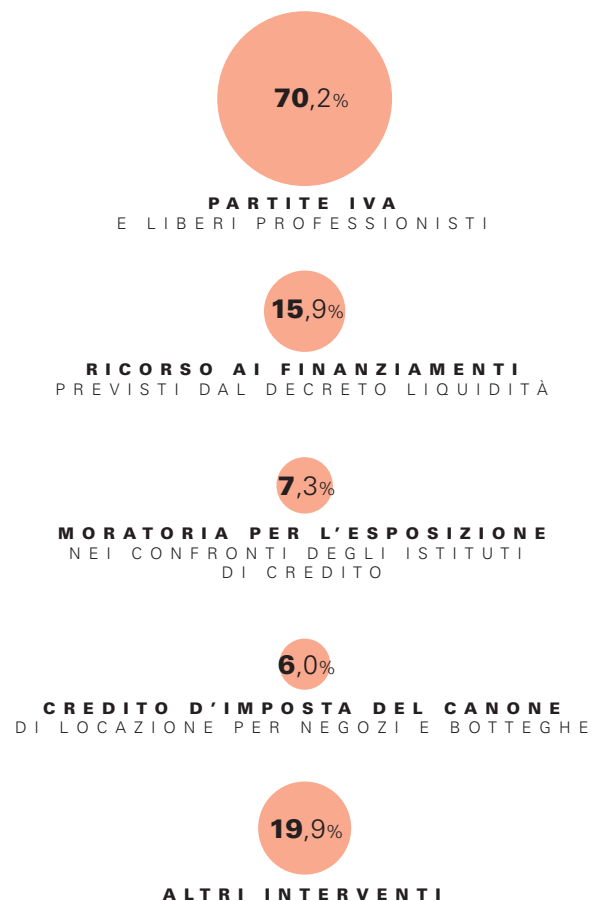 70,2%
PARTITE IVA
E LIBERI PROFESSIONISTI
15,9%
RICORSO AI FINANZIAMENTI
PREVISTI DAL DECRETO LIQUIDITÀ
7,3%
MORATORIA PER L'ESPOSIZIONE
NEI CONFRONTI DEGLI ISTITUTI
DI CREDITO
6,0%
CREDITO D'IMPOSTA DEL CANONE
DI LOCAZIONE PER NEGOZI E BOTTEGHE
19,9%
ALTRI INTERVENTI